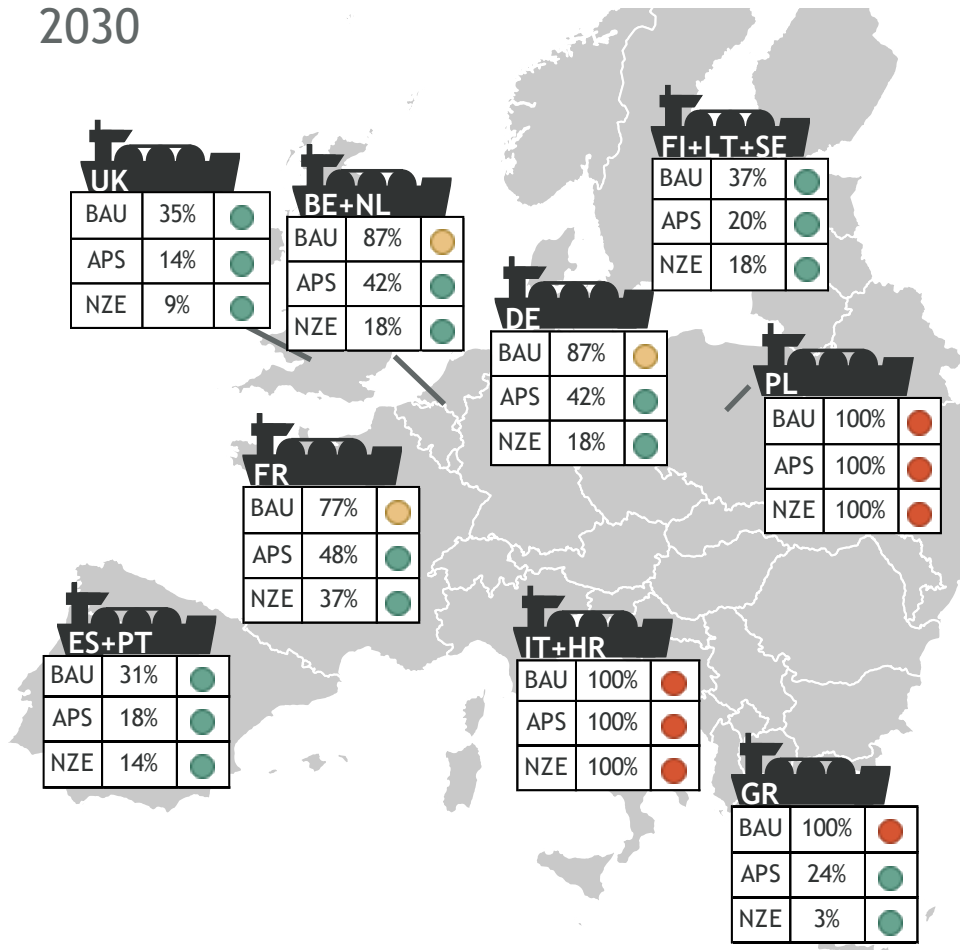 2030
UK
BAU 35%
APS 14%
NZE 9%
BE+NL
BAU 87%
APS 42%
NZE 18%
FI+LT+SE
BAU 37%
APS 20%
NZE 18%
DE
BAU 87%
APS 42%
NZE 18%
PL
BAU 100%
APS 100%
NZE 100%
FR
BAU 77%
APS 48%
NZE 37%
ES+PT
BAU 31%
APS 18%
NZE 14%
IT+HR
BAU 100%
APS 100%
NZE 100%
GR
BAU 100%
APS 24%
NZE 3%